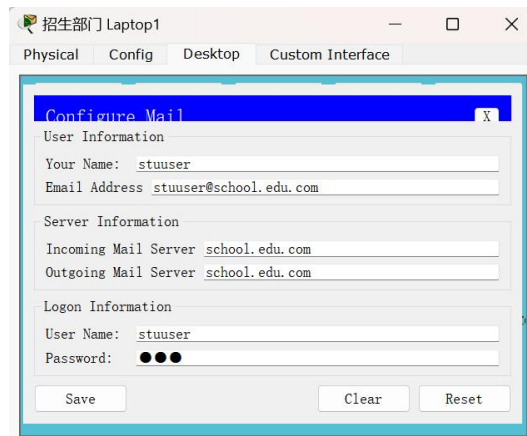 招生部门 Laptop1
Physical Config Desktop Custom Interface
Configure Mail X
User Information
Your Name: stuuser
Email Address stuuser@school.edu.com
Server Information
Incoming Mail Server school.edu.com
Outgoing Mail Server school.edu.com
Logon Information
User Name: stuuser
Password: ●●●
Save Clear Reset